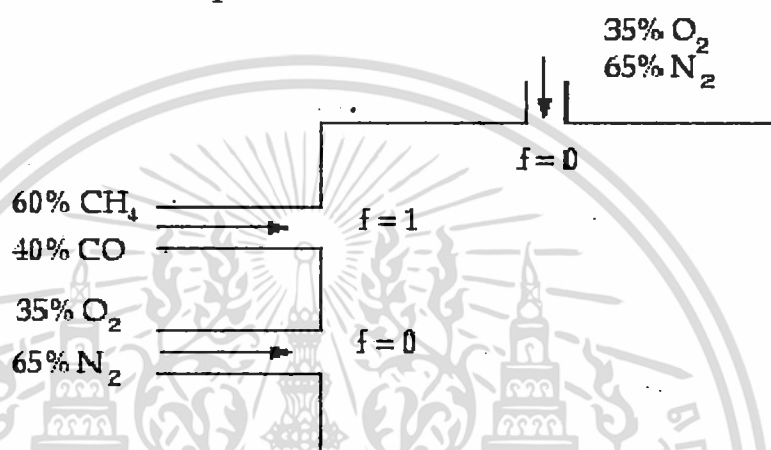 35% O₂
65% N₂
f = 0
60% CH₄
f = 1
40% CO
35% O₂
f = 0
65% N₂